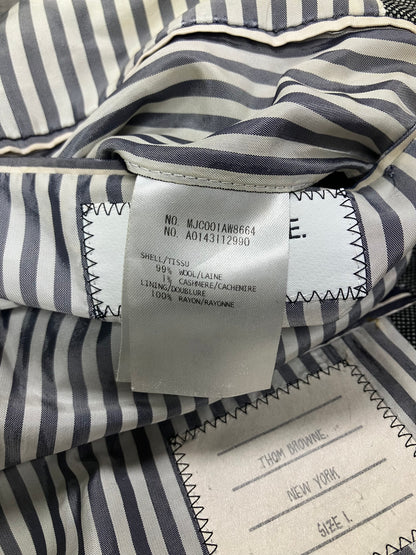 NO. MJC001AW8664
NO. A0143112990
SHELL/TISSU
99% WOOL/LAINE
1% CASHMERE/CACHEMIRE
LINING/DOUBLURE
100% RAYON/RAYONNE
E.
THOM BROWNE.
NEW YORK
SIZE 1.